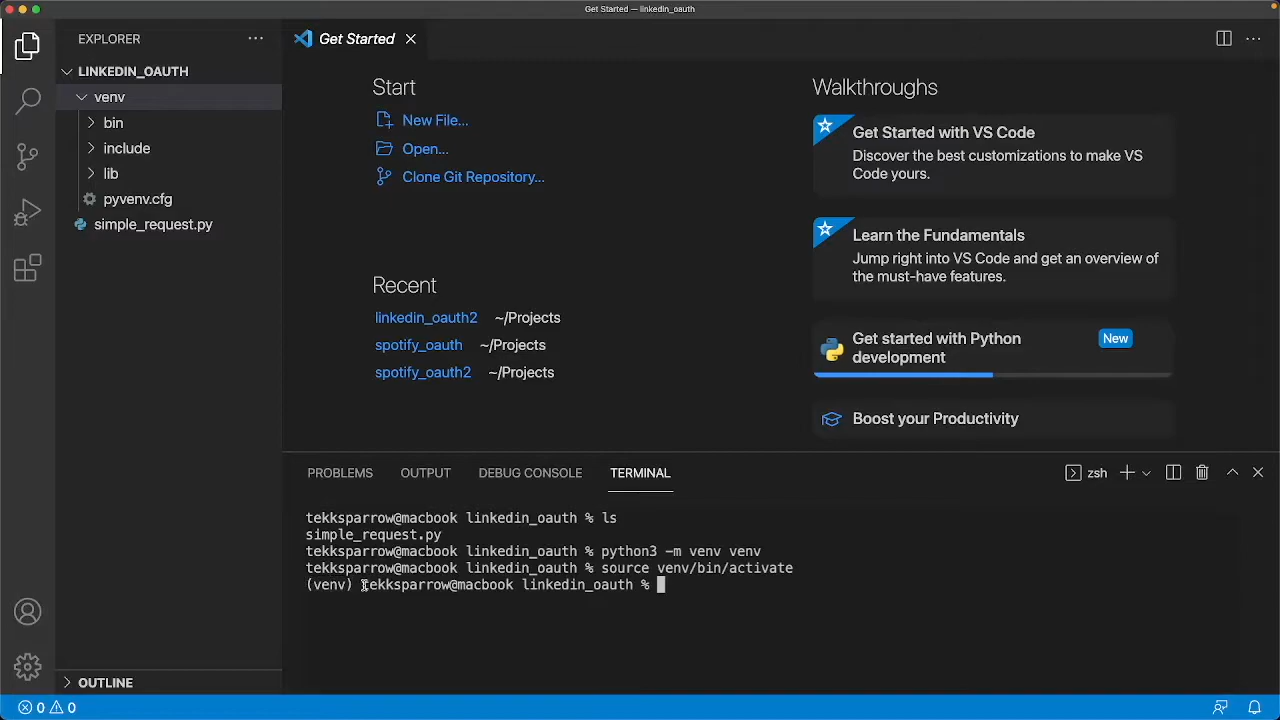 Get Started — linkedin_oauth
EXPLORER
LINKEDIN_OAUTH
venv
bin
include
lib
pyvenv.cfg
simple_request.py
OUTLINE
Get Started
Start
New File...
Open...
Clone Git Repository...
Recent
linkedin_oauth2 ~/Projects
spotify_oauth ~/Projects
spotify_oauth2 ~/Projects
Walkthroughs
Get Started with VS Code
Discover the best customizations to make VS
Code yours.
Learn the Fundamentals
Jump right into VS Code and get an overview of
the must-have features.
Get started with Python
development
New
Boost your Productivity
PROBLEMS OUTPUT DEBUG CONSOLE TERMINAL
zsh
tekksparrow@macbook linkedin_oauth % ls
simple_request.py
tekksparrow@macbook linkedin_oauth % python3 -m venv venv
tekksparrow@macbook linkedin_oauth % source venv/bin/activate
(venv) tekksparrow@macbook linkedin_oauth %
0 0